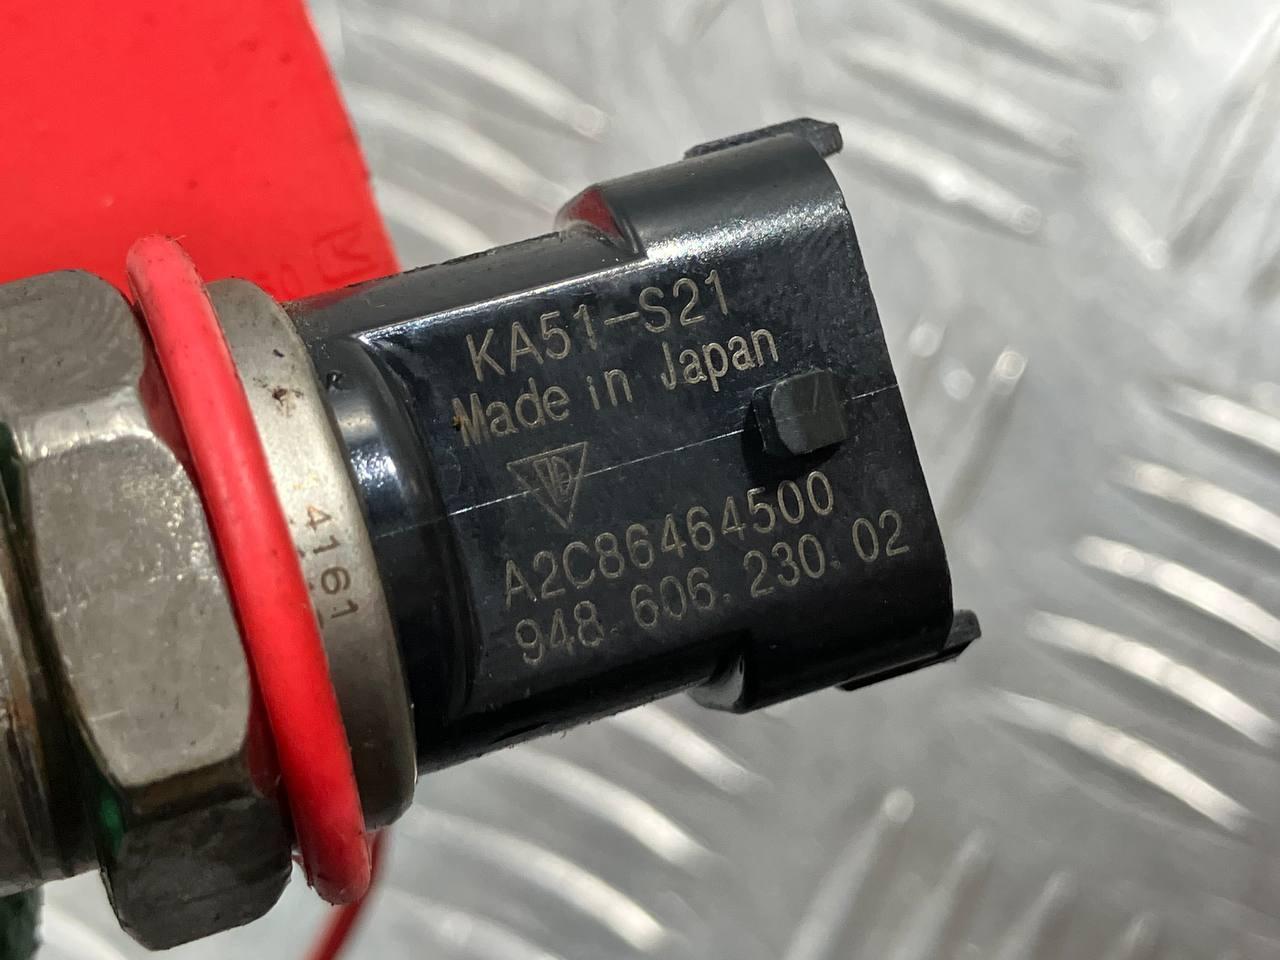 KA51-S21
Made in Japan
A2C86464500
948.606.230.02
4161